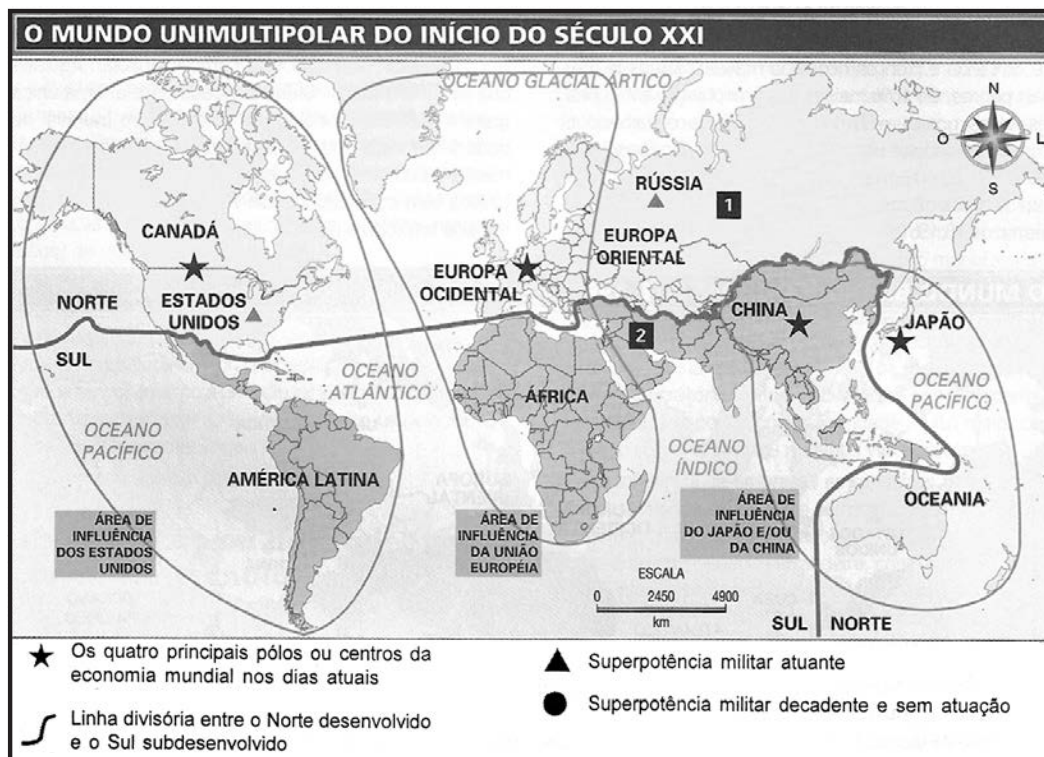 O MUNDO UNIMULTIPOLAR DO INÍCIO DO SÉCULO XXI
OCEANO GLACIAL ÁRTICO
N
O
L
S
RÚSSIA
1
CANADÁ
EUROPA
ORIENTAL
EUROPA
OCIDENTAL
ESTADOS
UNIDOS
NORTE
SUL
CHINA
JAPÃO
2
OCEANO
ATLÂNTICO
ÁFRICA
OCEANO
PACÍFICO
OCEANO
PACÍFICO
OCEANO
ÍNDICO
AMÉRICA LATINA
OCEANIA
ÁREA DE
INFLUÊNCIA
DOS ESTADOS
UNIDOS
ÁREA DE
INFLUÊNCIA
DA UNIÃO
EUROPÉIA
ÁREA DE
INFLUÊNCIA
DO JAPÃO E/OU
DA CHINA
ESCALA
0 2450 4900
km
SUL NORTE
Os quatro principais pólos ou centros da
economia mundial nos dias atuais
Linha divisória entre o Norte desenvolvido
e o Sul subdesenvolvido
Superpotência militar atuante
Superpotência militar decadente e sem atuação